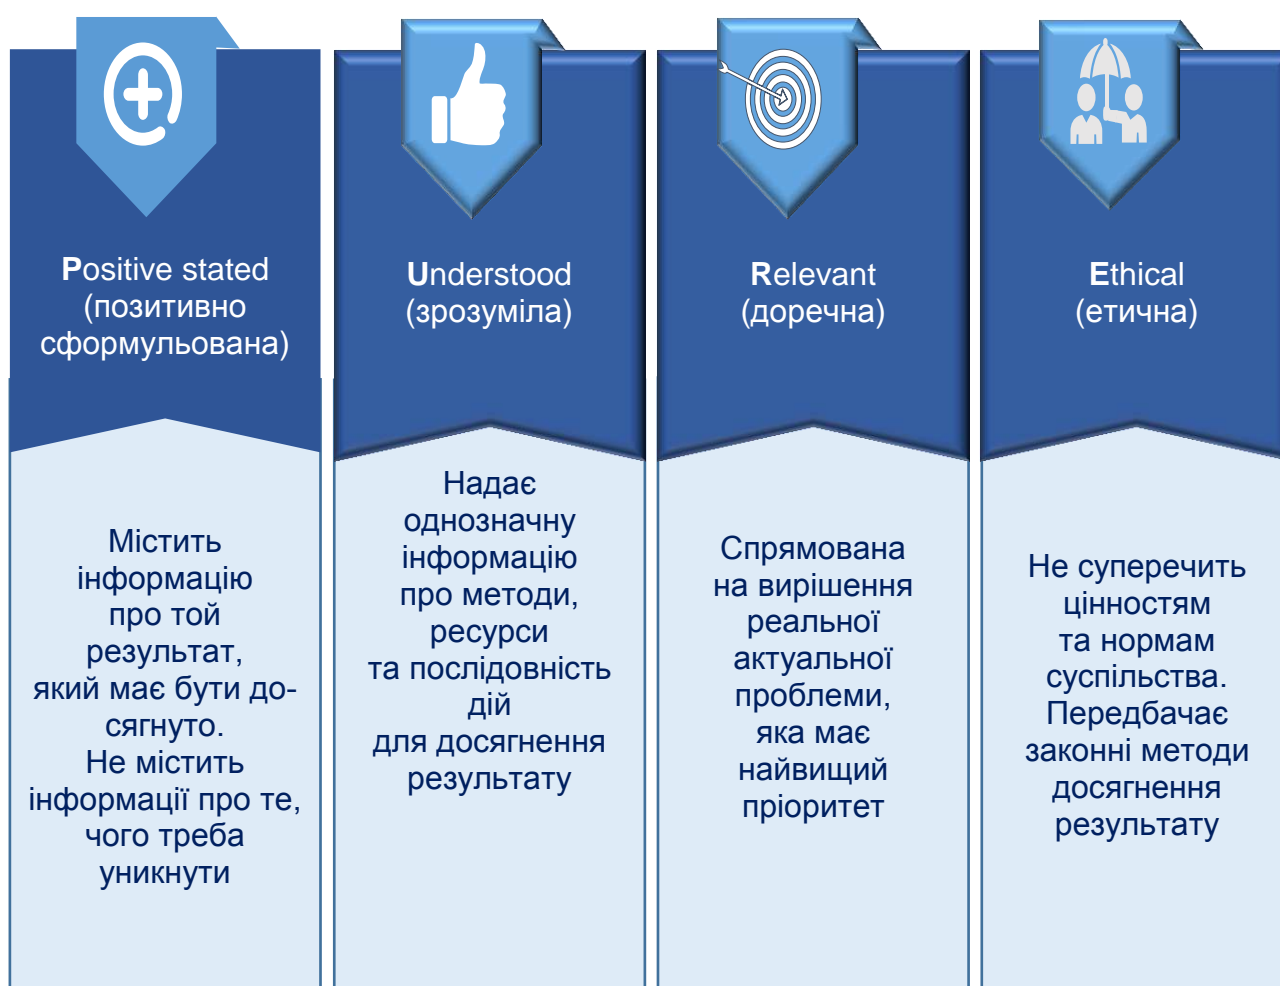 Positive stated
(позитивно
сформульована)
Містить
інформацію
про той
результат,
який має бути до-
сягнуто.
Не містить
інформації про те,
чого треба
уникнути
Understood
(зрозуміла)
Надає
однозначну
інформацію
про методи,
ресурси
та послідовність
дій
для досягнення
результату
Relevant
(доречна)
Спрямована
на вирішення
реальної
актуальної
проблеми,
яка має
найвищий
пріоритет
Ethical
(етична)
Не суперечить
цінностям
та нормам
суспільства.
Передбачає
законні методи
досягнення
результату